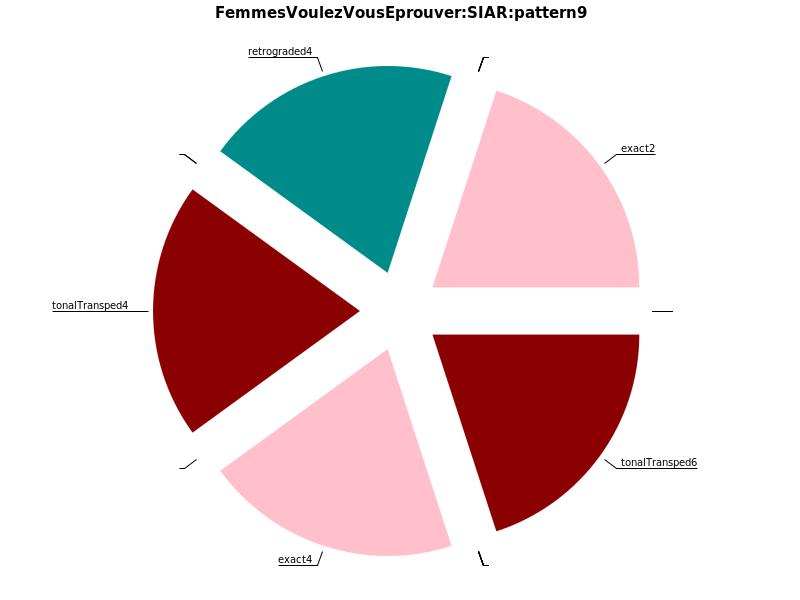 FemmesVoulezVousEprouver:SIAR:pattern9
retrograded4
exact2
tonalTransped4
tonalTransped6
exact4